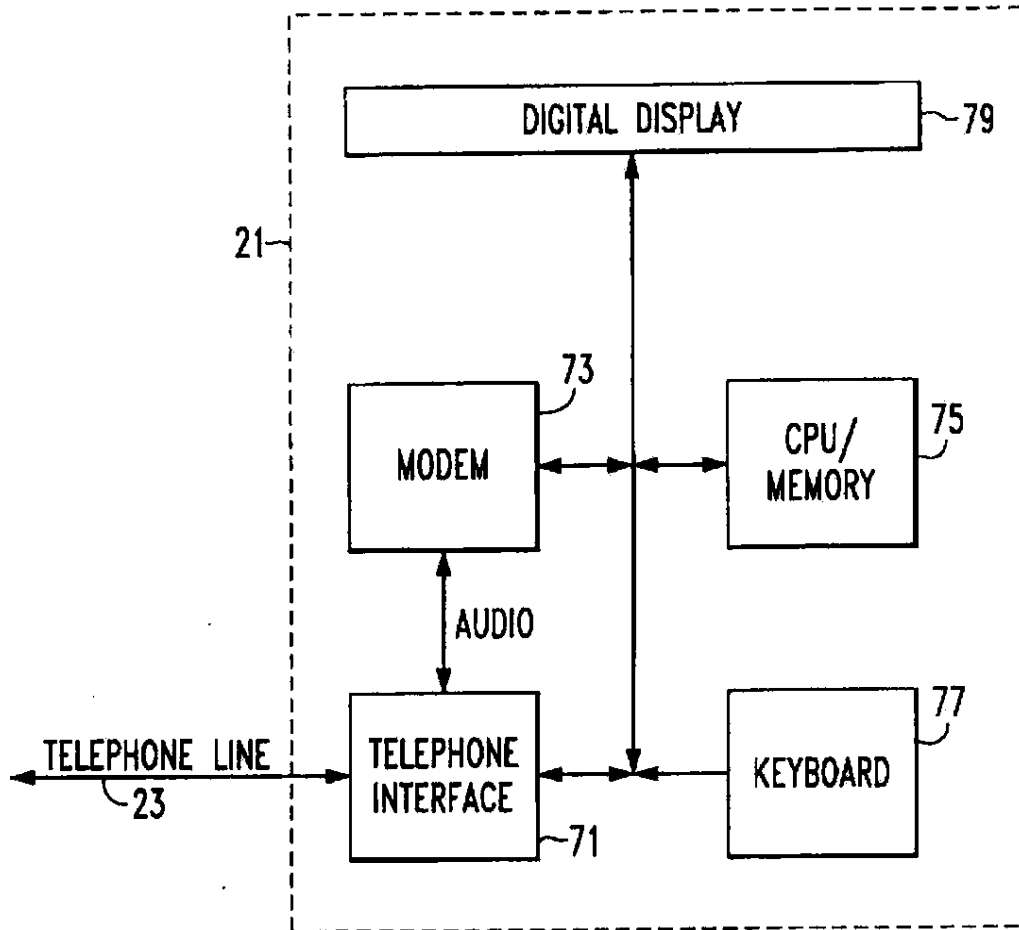 DIGITAL DISPLAY
79
21
73
MODEM
75
CPU/
MEMORY
AUDIO
77
TELEPHONE LINE
23
TELEPHONE
INTERFACE
71
KEYBOARD